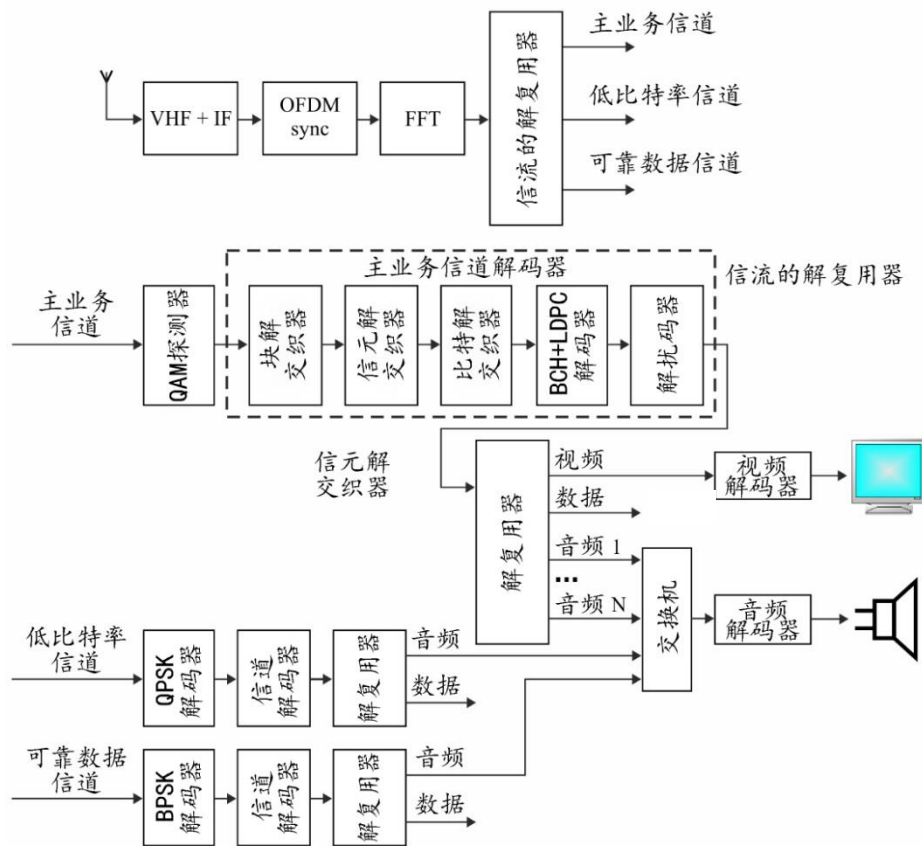 主业务信道
低比特率信道
可靠数据信道
VHF + IF
OFDM
sync
FFT
信流的解复用器
主业务信道解码器
信流的解复用器
主业务
信道
QAM探测器
块解
交织器
信元解
交织器
比特解
交织器
BCH+LDPC
解码器
解扰码器
信元解
交织器
解复用器
视频
数据
音频 1
...
音频 N
视频
解码器
交换机
音频
解码器
低比特率
信道
QPSK
解码器
信道
解码器
解复用器
音频
数据
可靠数据
信道
BPSK
解码器
信道
解码器
解复用器
音频
数据